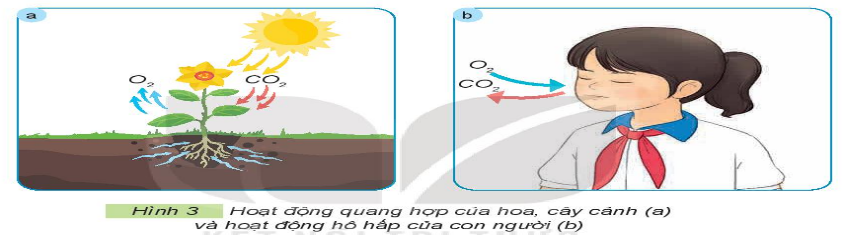 a
O₂
CO₂
b
O₂
CO₂
Hình 3 Hoạt động quang hợp của hoa, cây cảnh (a)
và hoạt động hô hấp của con người (b)